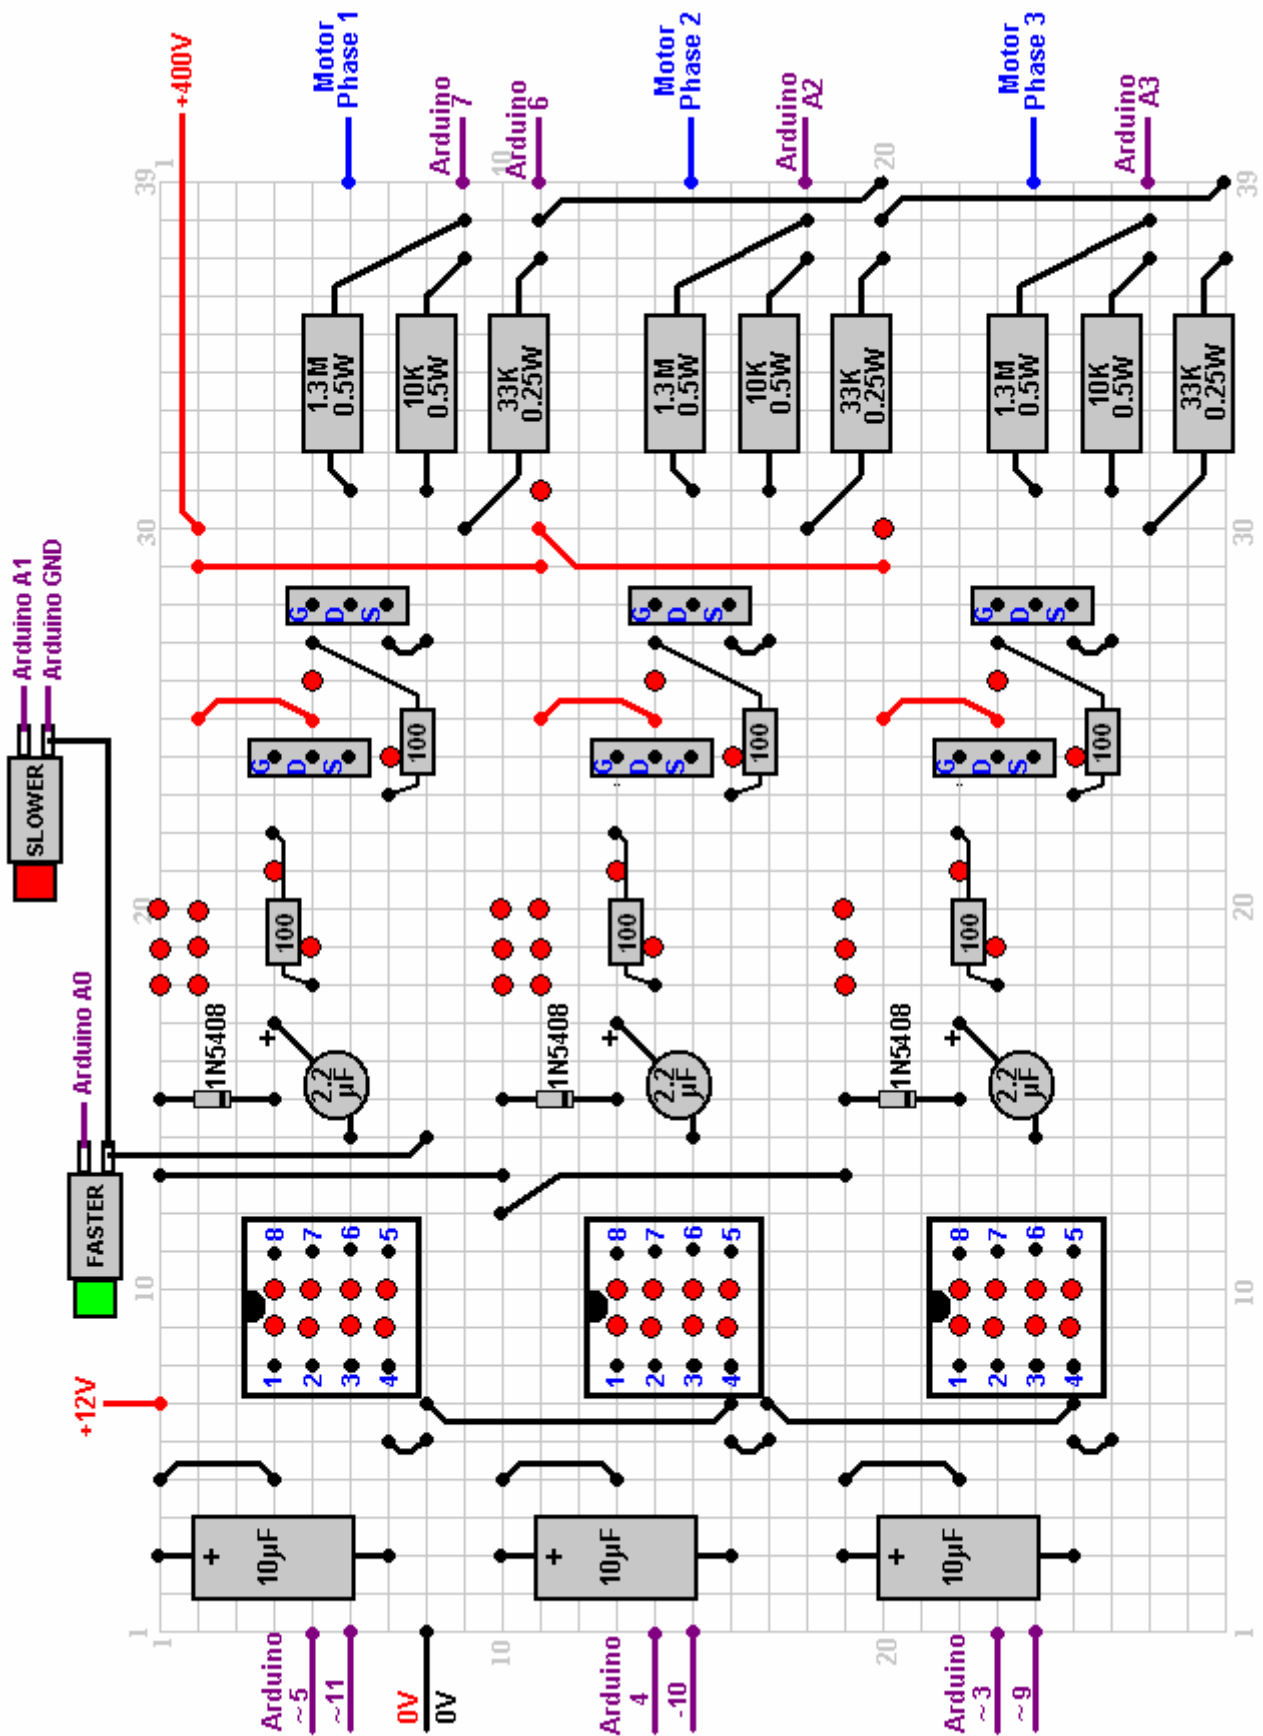 +400V
Motor
Phase 1
Arduino
7
Arduino
6
Motor
Phase 2
Arduino
A2
Motor
Phase 3
Arduino
A3
39
1
10
20
39
1.3M
0.5W
10K
0.5W
33K
0.25W
1.3M
0.5W
10K
0.5W
33K
0.25W
1.3M
0.5W
10K
0.5W
33K
0.25W
30
30
Arduino A1
Arduino GND
SLOWER
G
D
S
G
D
S
G
D
S
G
D
S
100
G
D
S
100
G
D
S
100
20
20
100
100
100
Arduino A0
FASTER
1N5408
+
2.2
µF
1N5408
+
2.2
µF
1N5408
+
2.2
µF
8
7
6
5
8
7
6
5
8
7
6
5
10
10
1
2
3
4
1
2
3
4
1
2
3
4
+12V
+
10µF
+
10µF
+
10µF
1
1
10
20
1
Arduino
~5
~11
0V
0V
Arduino
4
-10
Arduino
~3
~9